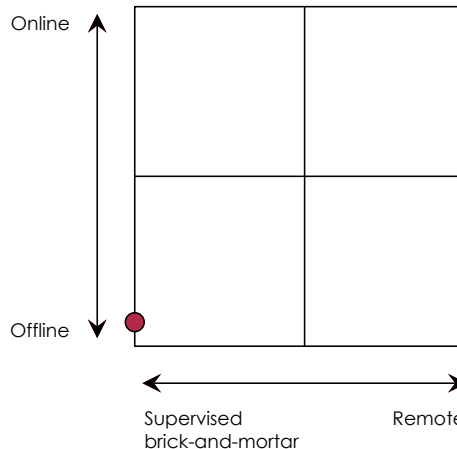 Online
Offline
Supervised
brick-and-mortar
Remote